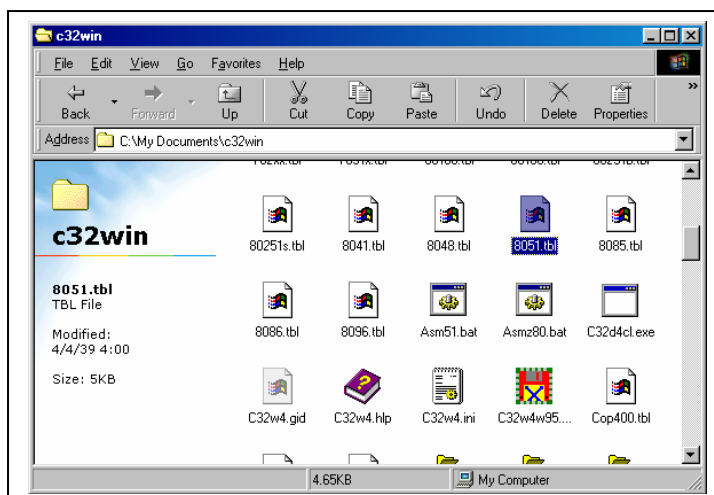 c32win
File Edit View Go Favorites Help
Back Forward Up Cut Copy Paste Undo Delete Properties »
Address C:\My Documents\c32win
c32win
8051.tbl
TBL File
Modified:
4/4/39 4:00
Size: 5KB
80251s.tbl 8041.tbl 8048.tbl 8051.tbl 8085.tbl
8086.tbl 8096.tbl Asm51.bat Asmz80.bat C32d4cl.exe
C32w4.gid C32w4.hlp C32w4.ini C32w4w95.... Cop400.tbl
4.65KB My Computer